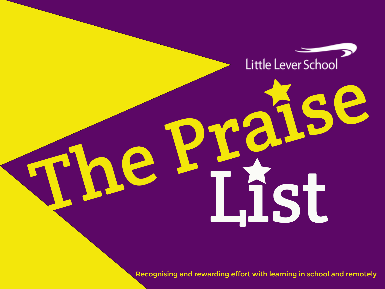 Little Lever School
The Praise
List
Recognising and rewarding effort with learning in school and remotely